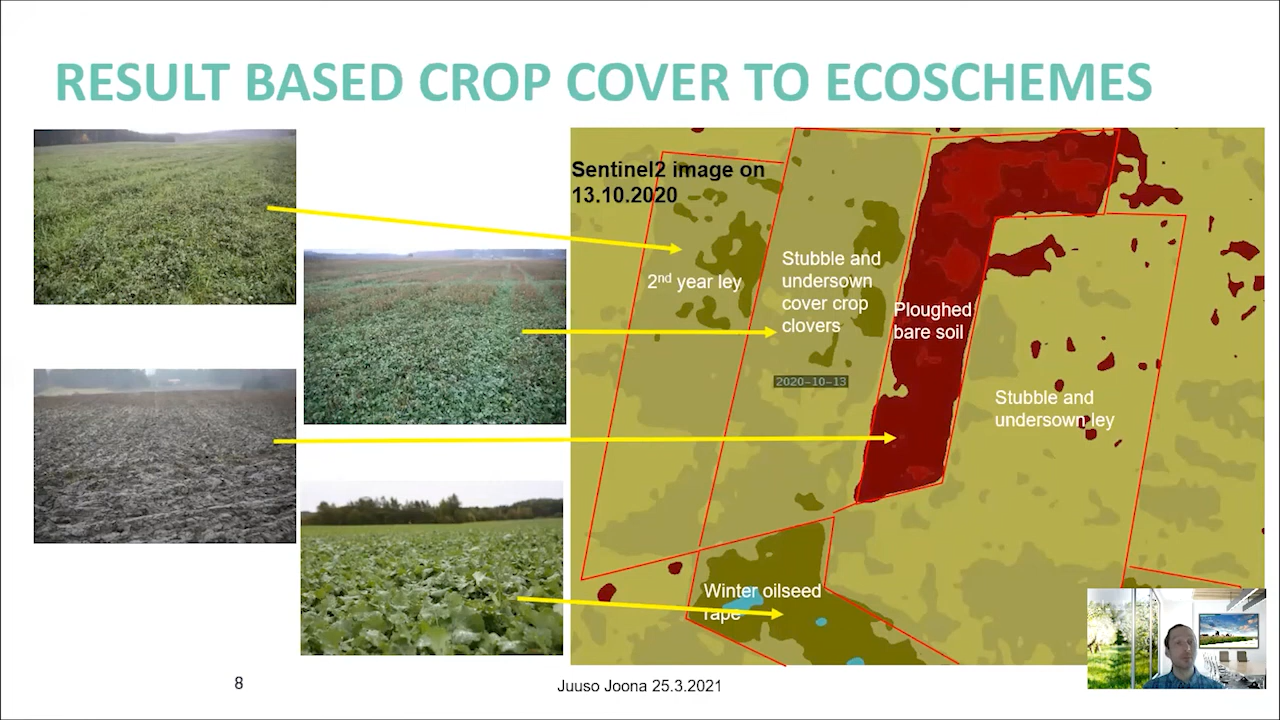 RESULT BASED CROP COVER TO ECOSCHEMES
Sentinel2 image on
13.10.2020
2nd year ley
Stubble and
undersown
cover crop
clovers
Ploughed
bare soil
2020-10-13
Stubble and
undersown ley
Winter oilseed
rape
8
Juuso Joona 25.3.2021